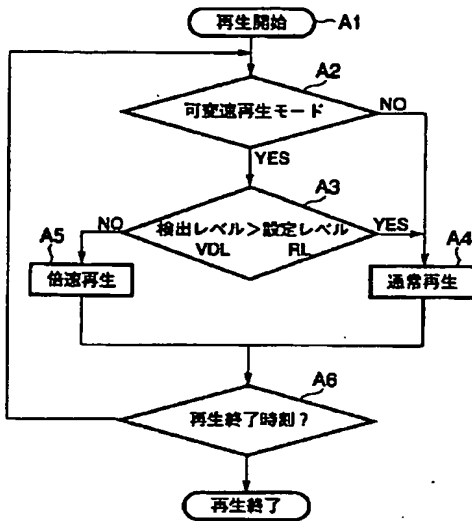 再生開始
A1
A2
可変速再生モード
NO
YES
A3
検出レベル>設定レベル
VDL RL
NO
YES
A5
倍速再生
A4
通常再生
A6
再生終了時刻?
再生終了